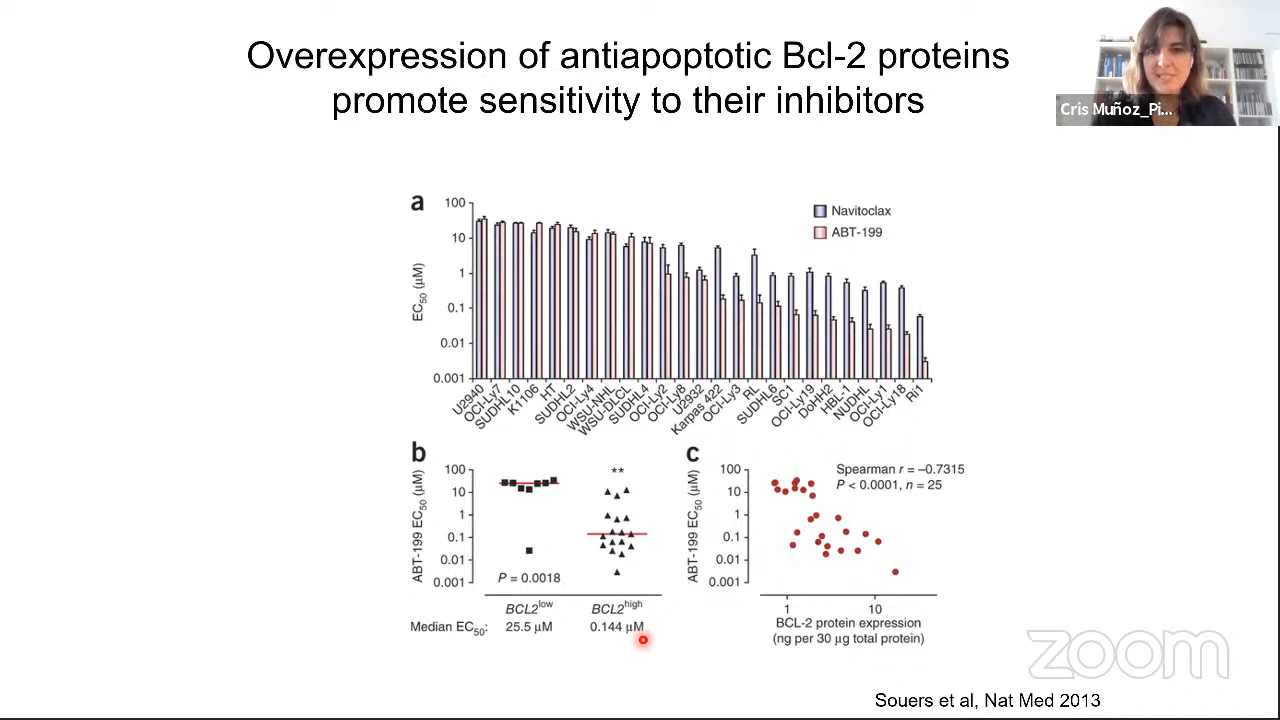 Overexpression of antiapoptotic Bcl-2 proteins
promote sensitivity to their inhibitors
Cris Muñoz_Pi...
a
Navitoclax
ABT-199
EC50 (µM)
100
10
1
0.1
0.01
0.001
U2940
OCI-Ly7
SUDHL10
K1106
HT
SUDHL2
OCI-Ly4
WSU-NHL
WSU-DLCL
SUDHL4
OCI-Ly2
OCI-Ly8
U2932
Karpas 422
OCI-Ly3
RL
SUDHL6
SC1
OCI-Ly19
DoHH2
HBL-1
NUDHL
OCI-Ly1
OCI-Ly18
Ri1
b
ABT-199 EC50 (µM)
100
10
1
0.1
0.01
0.001
**
P = 0.0018
BCL2low BCL2high
Median EC50: 25.5 µM 0.144 µM
c
ABT-199 EC50 (µM)
100
10
1
0.1
0.01
0.001
Spearman r = –0.7315
P < 0.0001, n = 25
1 10
BCL-2 protein expression
(ng per 30 µg total protein)
zoom
Souers et al, Nat Med 2013